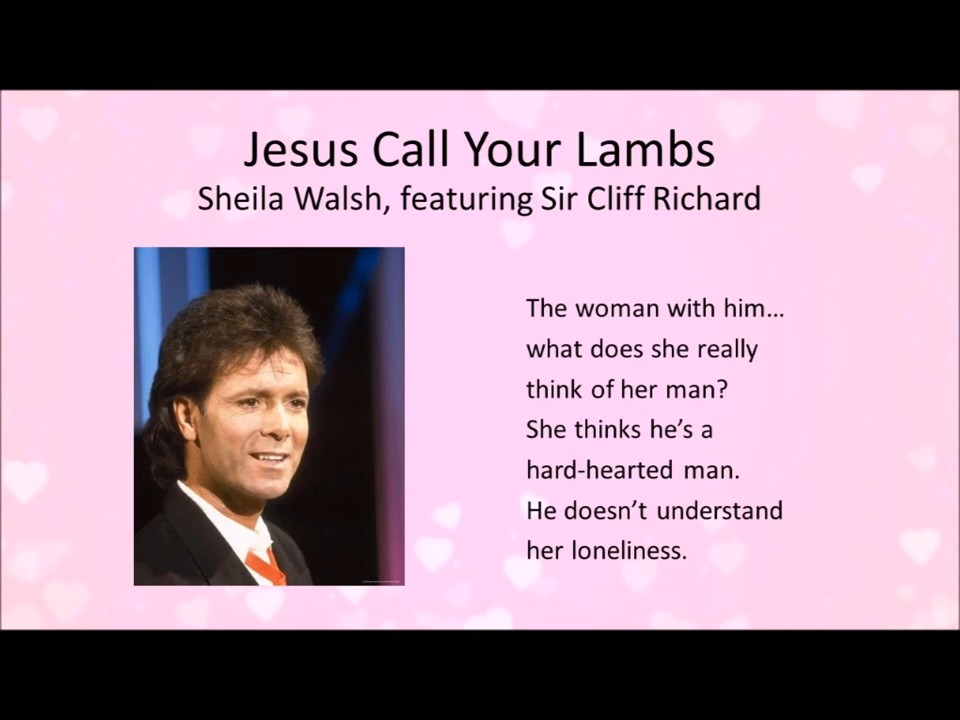 Jesus Call Your Lambs
Sheila Walsh, featuring Sir Cliff Richard
The woman with him…
what does she really
think of her man?
She thinks he’s a
hard-hearted man.
He doesn’t understand
her loneliness.